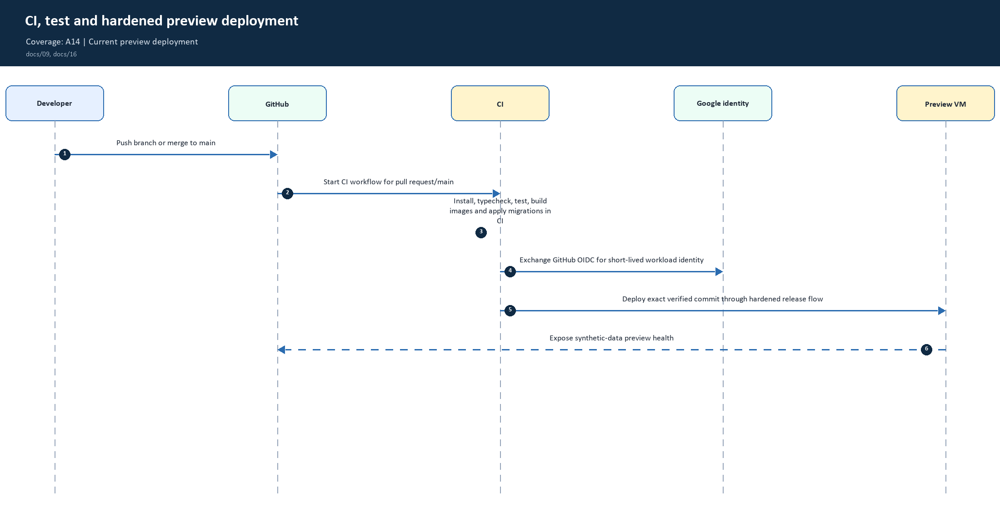 CI, test and hardened preview deployment
Coverage: A14 | Current preview deployment
docs/09, docs/16
Developer
GitHub
CI
Google identity
Preview VM
Push branch or merge to main
1
Start CI workflow for pull request/main
2
Install, typecheck, test, build
images and apply migrations in
CI
3
Exchange GitHub OIDC for short-lived workload identity
4
Deploy exact verified commit through hardened release flow
5
Expose synthetic-data preview health
6